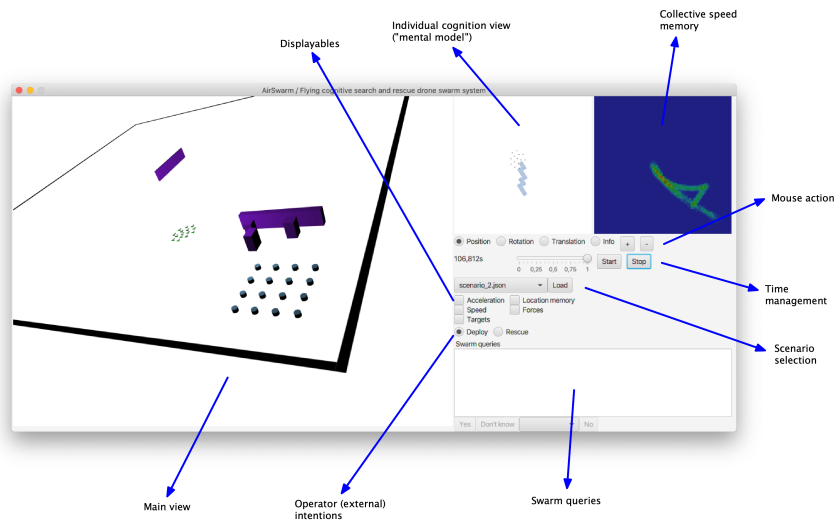 Collective speed
memory
Individual cognition view
("mental model")
Displayables
AirSwarm / Flying cognitive search and rescue drone swarm system
Mouse action
Position Rotation Translation Info + -
106,812s
0 0,25 0,5 0,75 1
Start Stop
Time
management
scenario_2.json Load
Acceleration Location memory
Speed Forces
Targets
Deploy Rescue
Scenario
selection
Swarm queries
Yes Don't know No
Main view
Operator (external)
intentions
Swarm queries